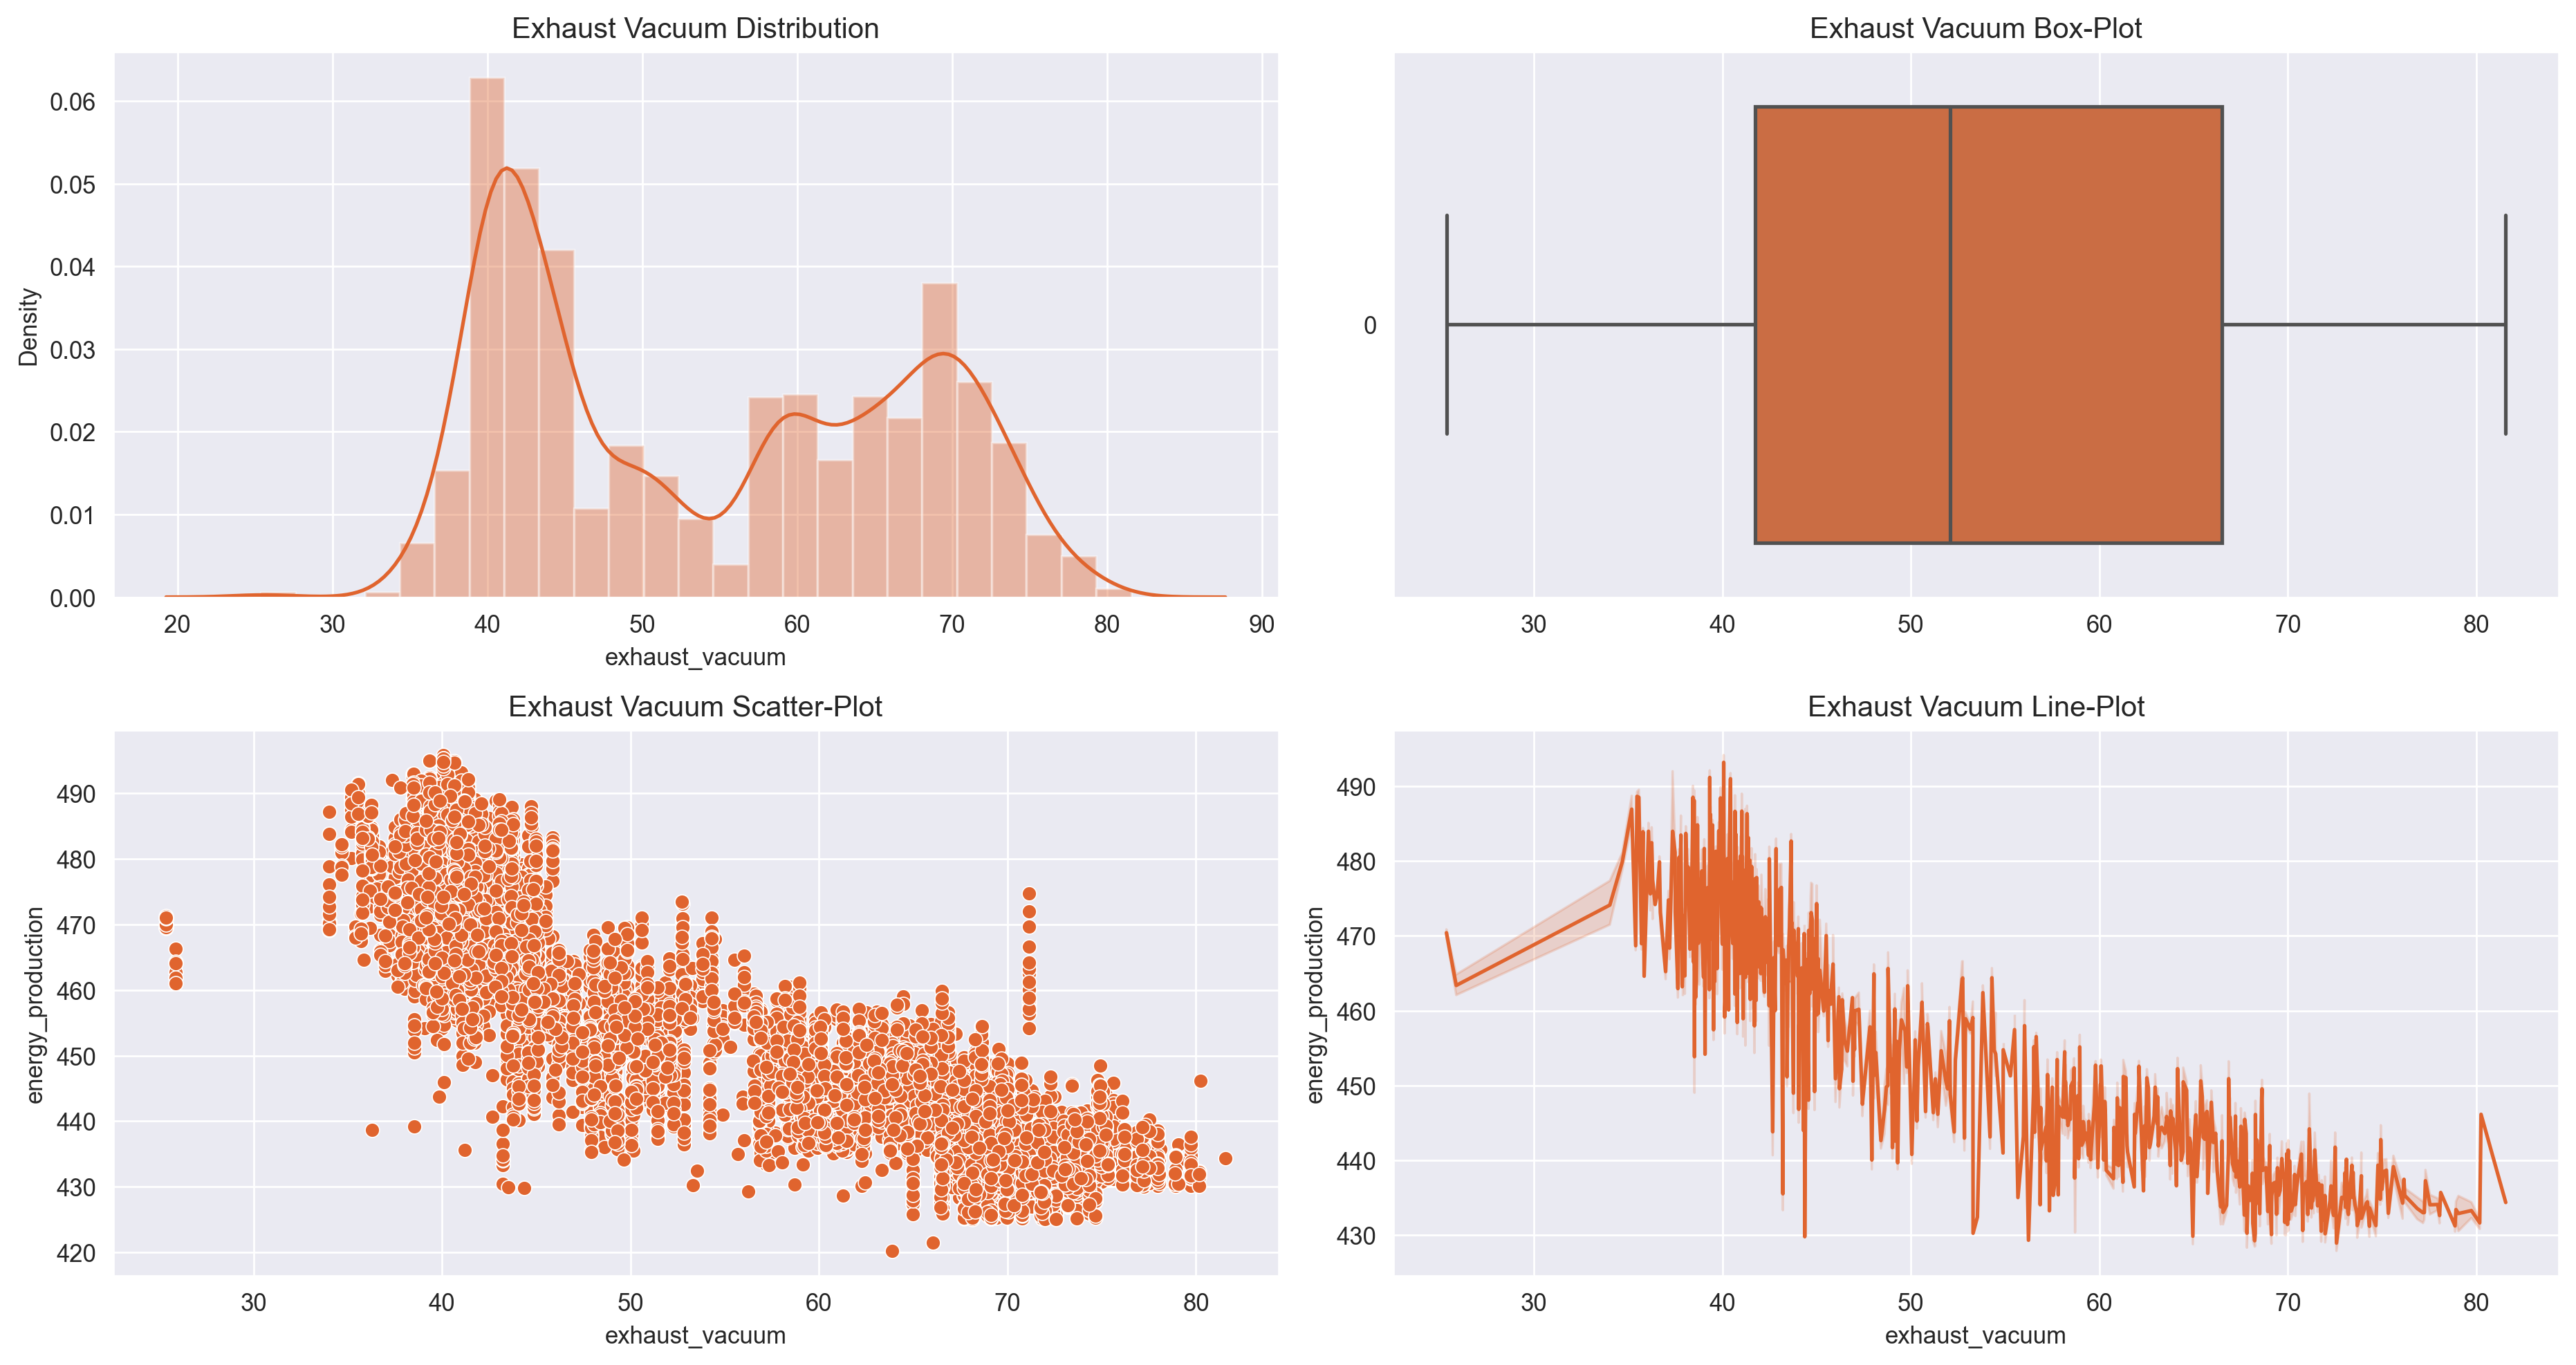 Exhaust Vacuum Distribution
0.06
0.05
0.04
0.03
0.02
0.01
0.00
Density
20 30 40 50 60 70 80 90
exhaust_vacuum
Exhaust Vacuum Box-Plot
0
30 40 50 60 70 80
Exhaust Vacuum Scatter-Plot
490
480
470
460
450
440
430
420
energy_production
30 40 50 60 70 80
exhaust_vacuum
Exhaust Vacuum Line-Plot
490
480
470
460
450
440
430
energy_production
30 40 50 60 70 80
exhaust_vacuum